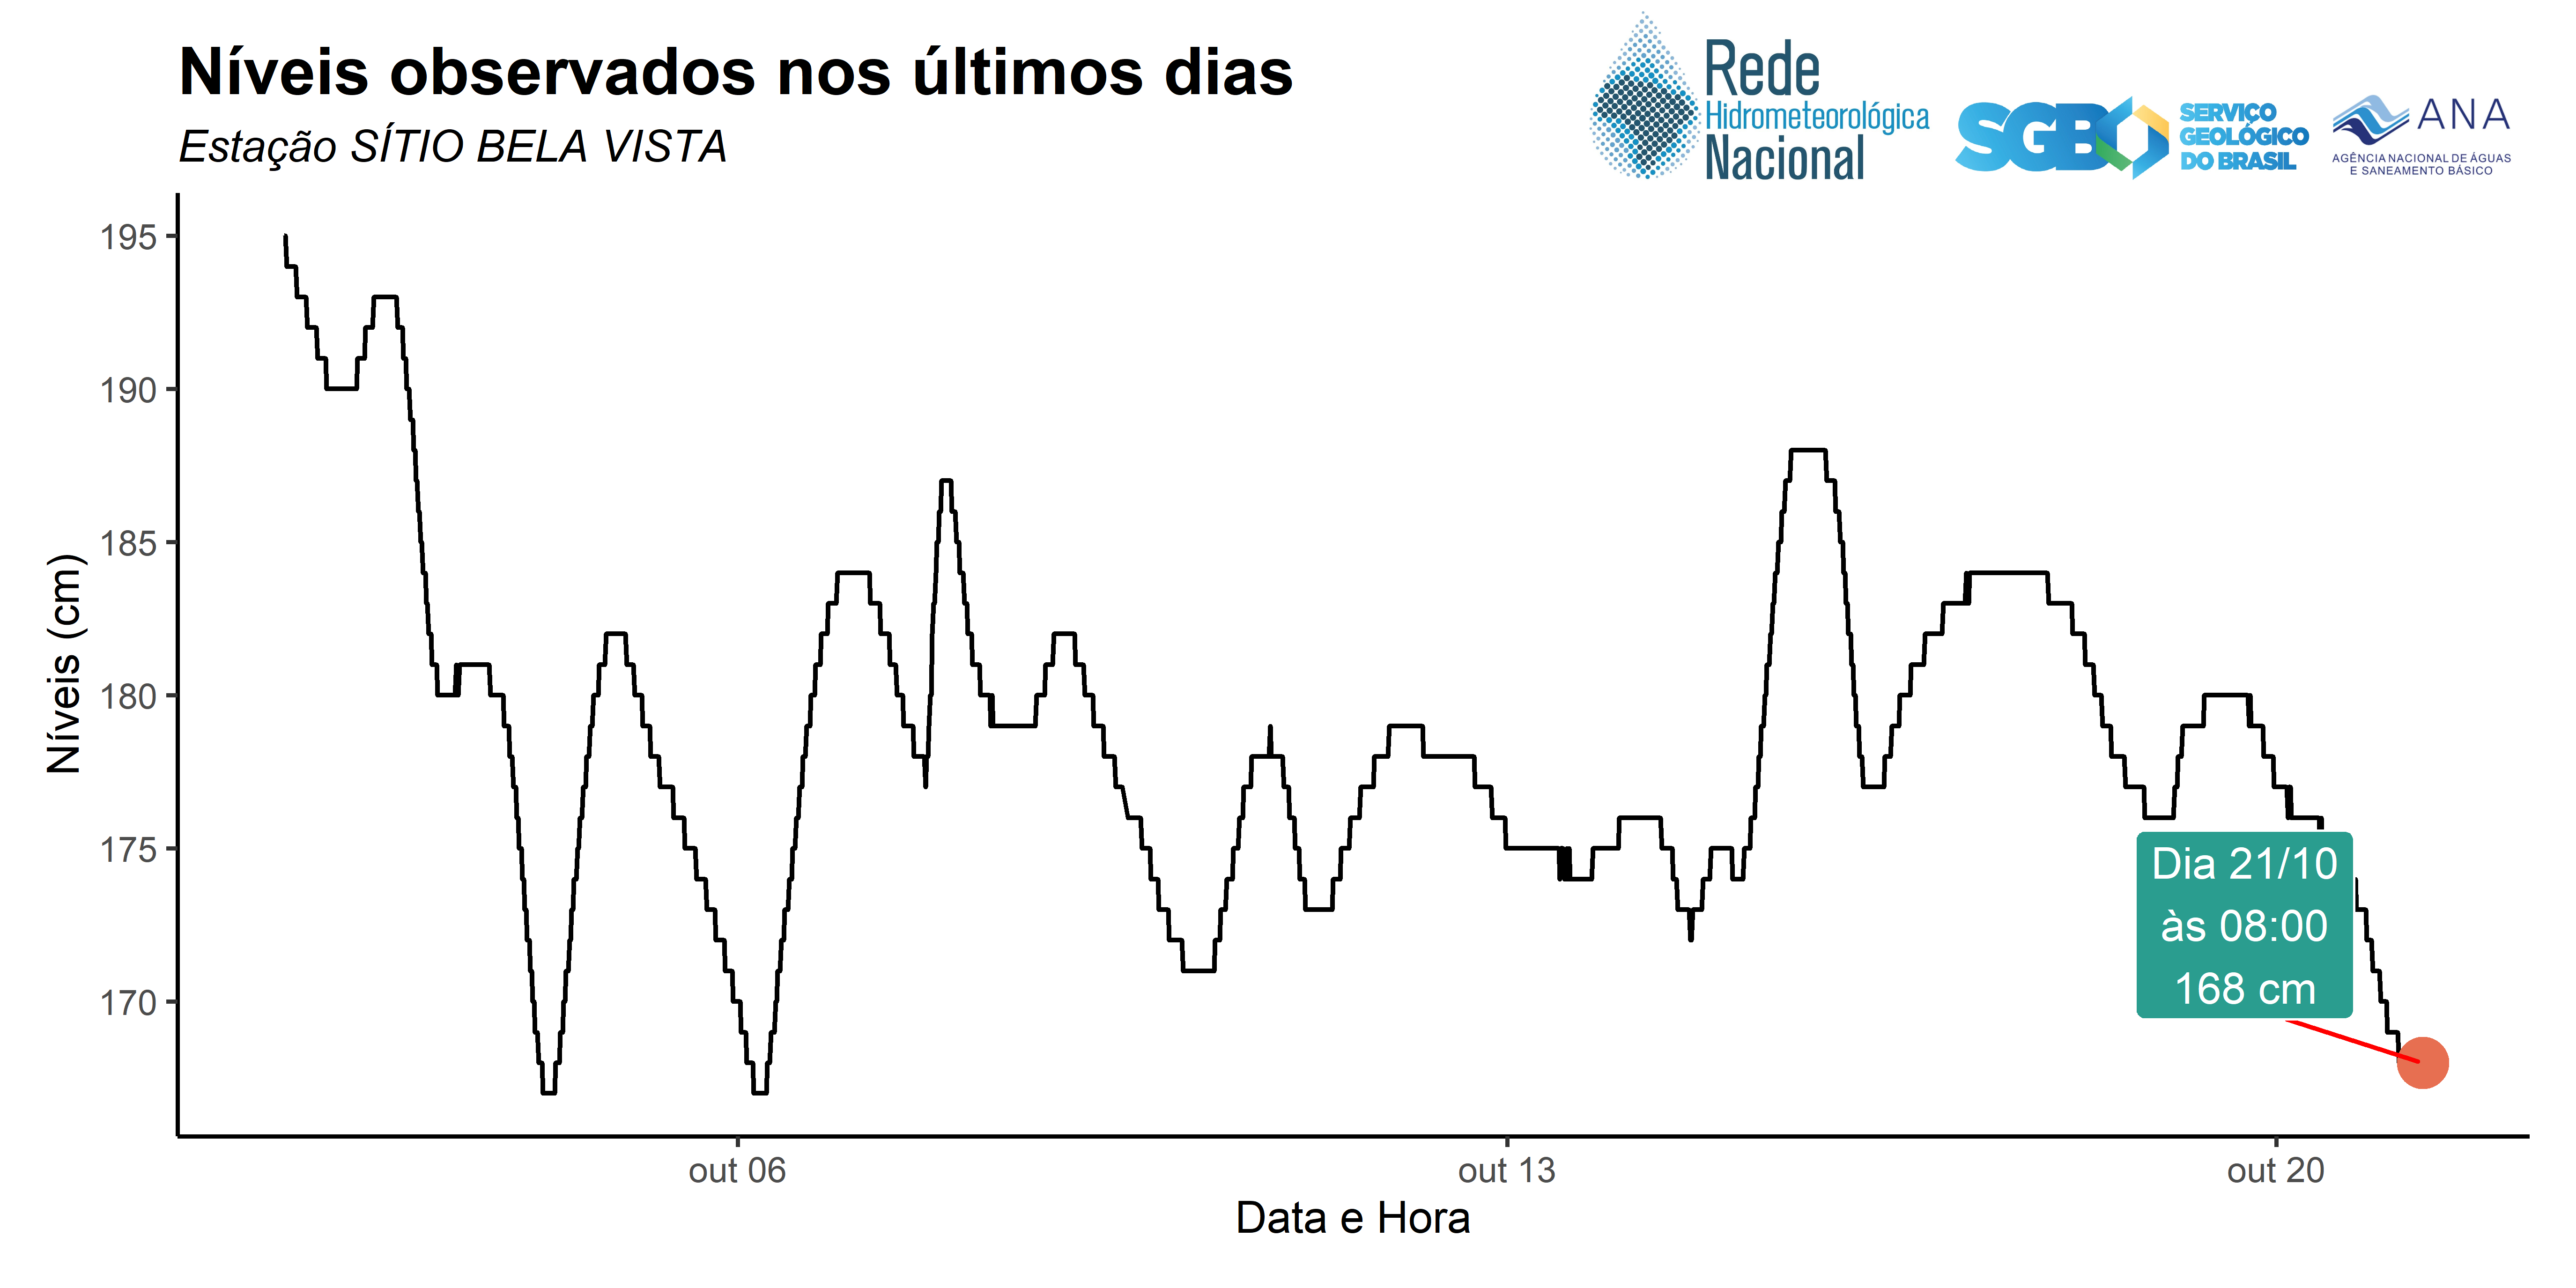 Níveis observados nos últimos dias
Estação SÍTIO BELA VISTA
Rede
Hidrometeorológica
Nacional
SGB
SERVIÇO
GEOLÓGICO
DO BRASIL
ANA
AGÊNCIA NACIONAL DE ÁGUAS
E SANEAMENTO BÁSICO
Níveis (cm)
195
190
185
180
175
170
Dia 21/10
às 08:00
168 cm
out 06
out 13
out 20
Data e Hora